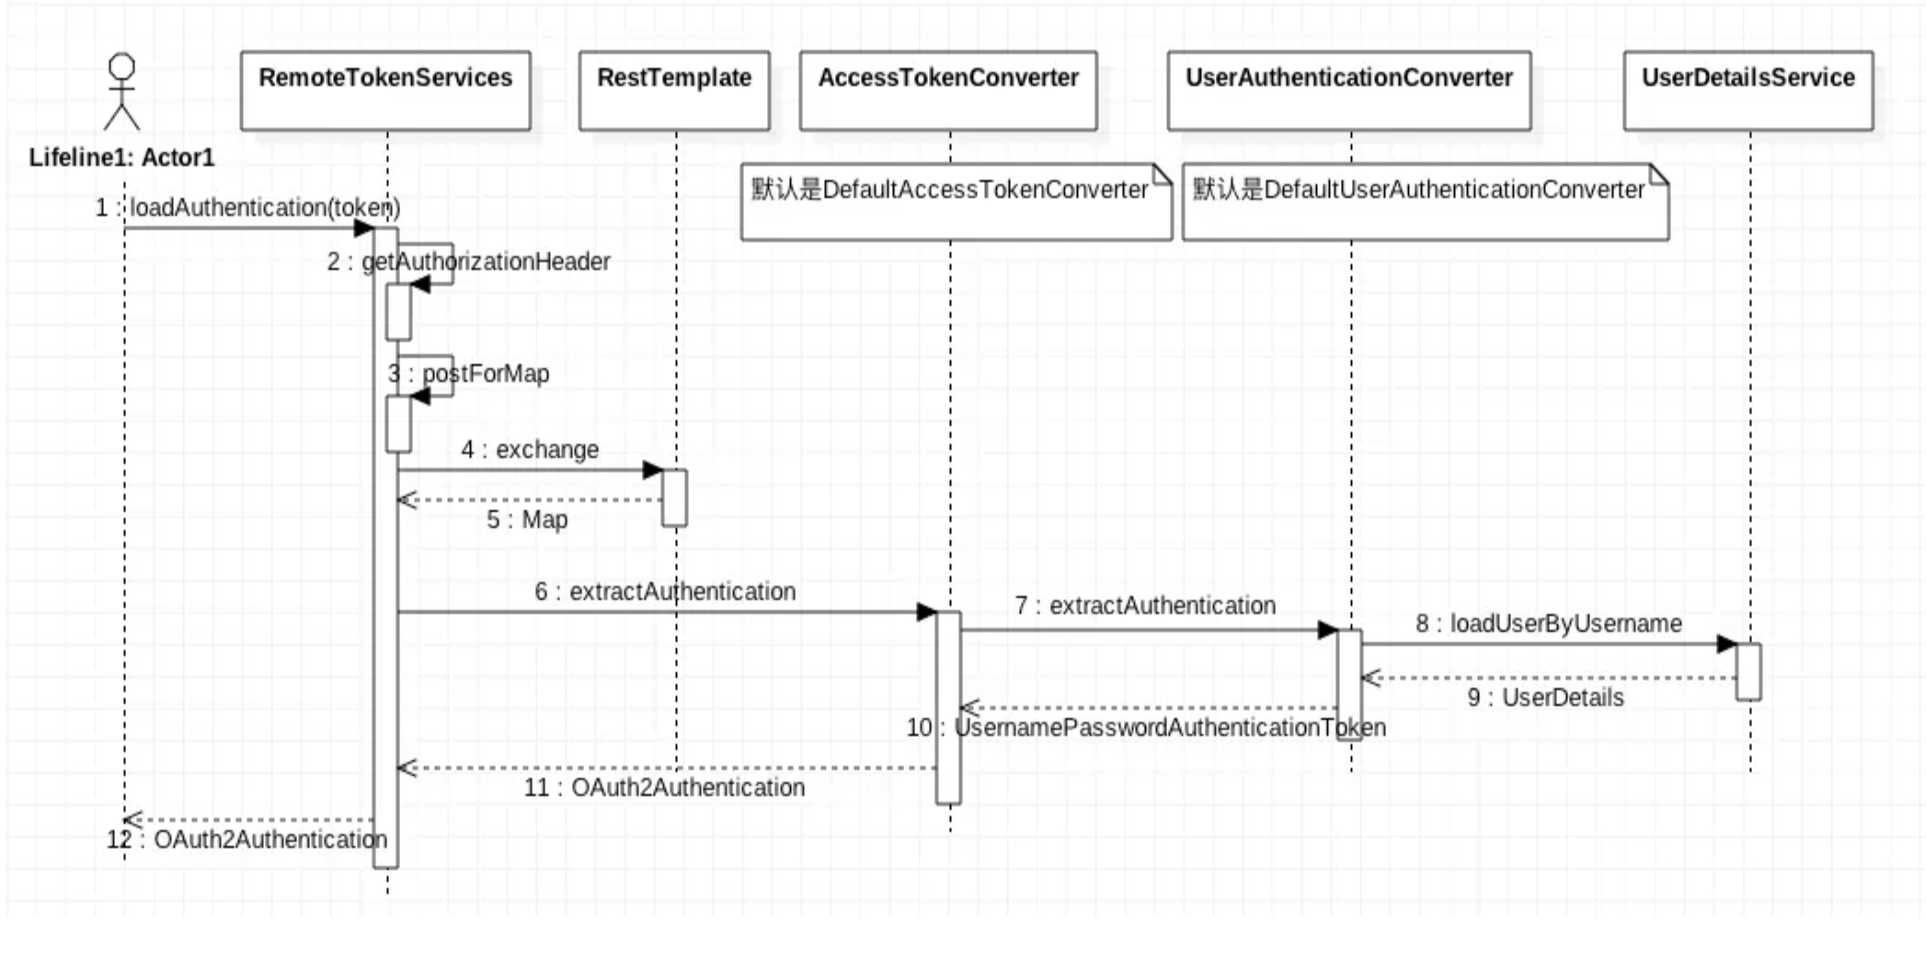 RemoteTokenServices
RestTemplate
AccessTokenConverter
UserAuthenticationConverter
UserDetailsService
Lifeline1: Actor1
默认是DefaultAccessTokenConverter
默认是DefaultUserAuthenticationConverter
1 : loadAuthentication(token)
2 : getAuthorizationHeader
3 : postForMap
4 : exchange
5 : Map
6 : extractAuthentication
7 : extractAuthentication
8 : loadUserByUsername
9 : UserDetails
10 : UsernamePasswordAuthenticationToken
11 : OAuth2Authentication
12 : OAuth2Authentication